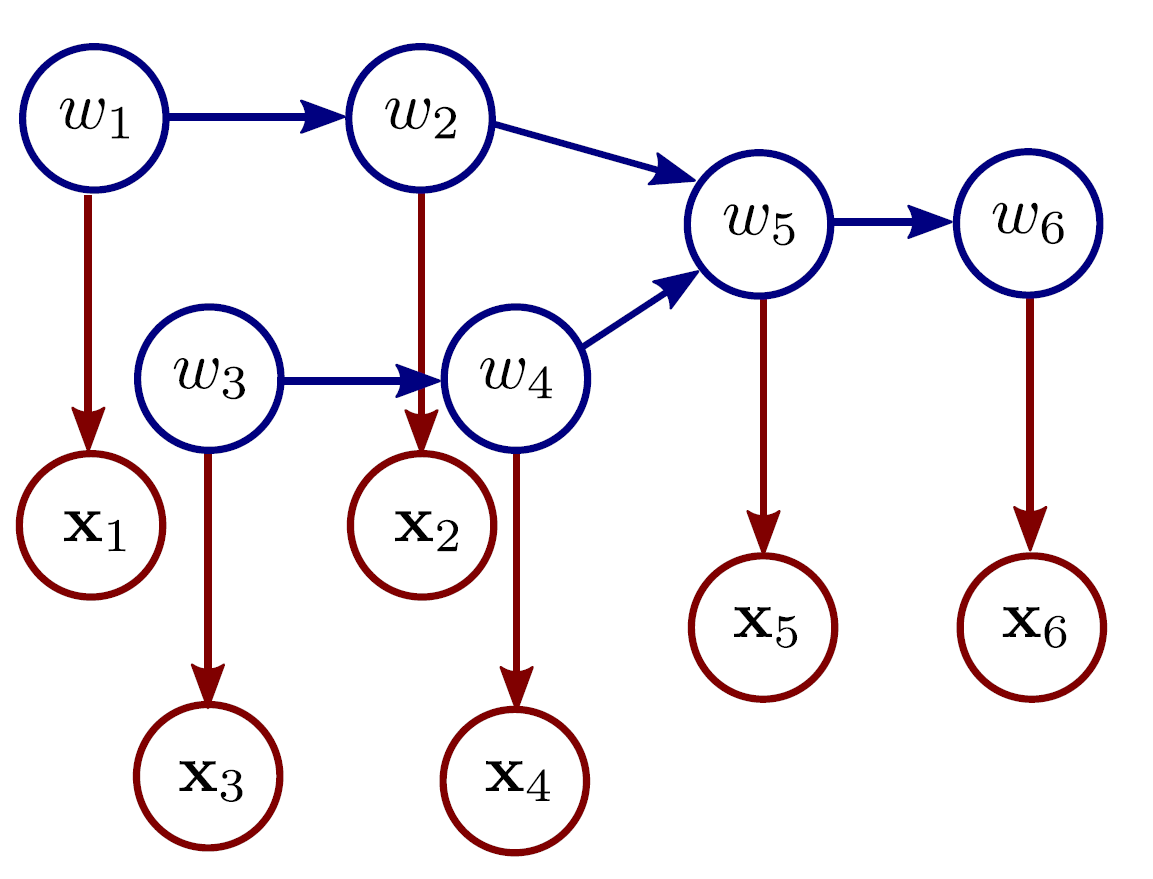 w₁
w₂
w₅
w₆
w₃
w₄
x₁
x₂
x₅
x₆
x₃
x₄